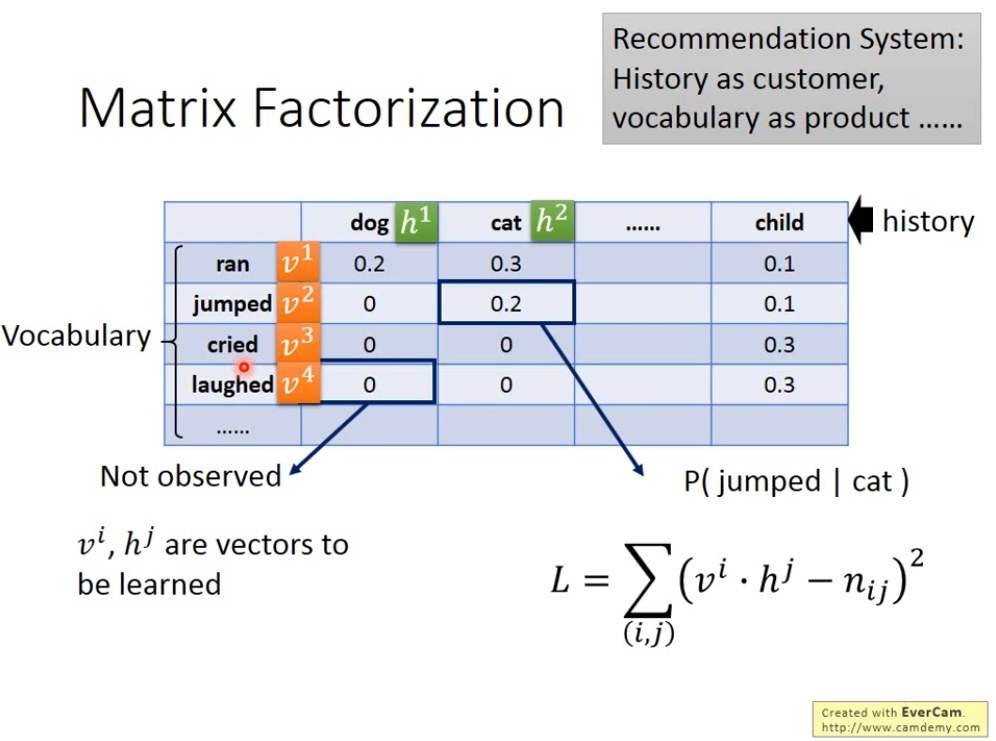 Recommendation System:
History as customer,
vocabulary as product ……
Matrix Factorization
dog h¹ cat h² …… child
history
ran v¹ 0.2 0.3 0.1
jumped v² 0 0.2 0.1
Vocabulary
cried v³ 0 0 0.3
laughed v⁴ 0 0 0.3
……
Not observed
P( jumped | cat )
vⁱ, hʲ are vectors to
be learned
L = ∑(i,j) (vⁱ · hʲ − nᵢⱼ)²
Created with EverCam.
http://www.camdemy.com